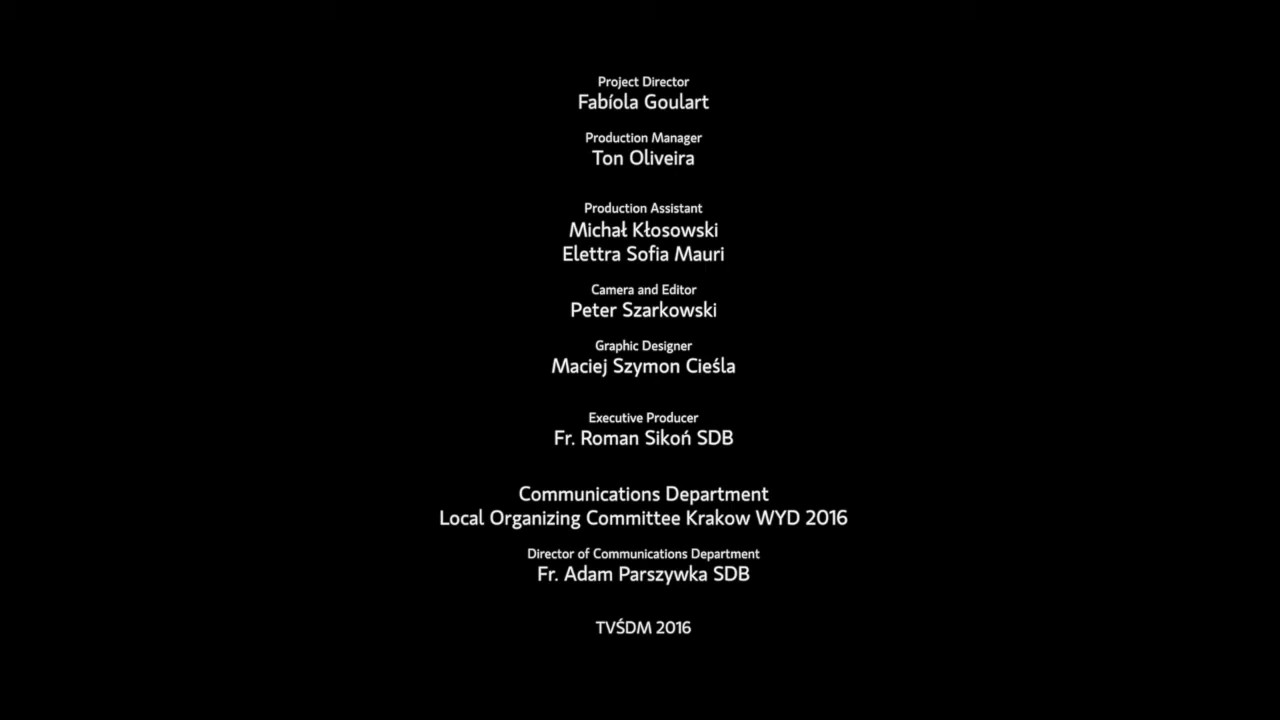 Project Director
Fabíola Goulart
Production Manager
Ton Oliveira
Production Assistant
Michał Kłosowski
Elettra Sofia Mauri
Camera and Editor
Peter Szarkowski
Graphic Designer
Maciej Szymon Cieśla
Executive Producer
Fr. Roman Sikoń SDB
Communications Department
Local Organizing Committee Krakow WYD 2016
Director of Communications Department
Fr. Adam Parszywka SDB
TVŚDM 2016